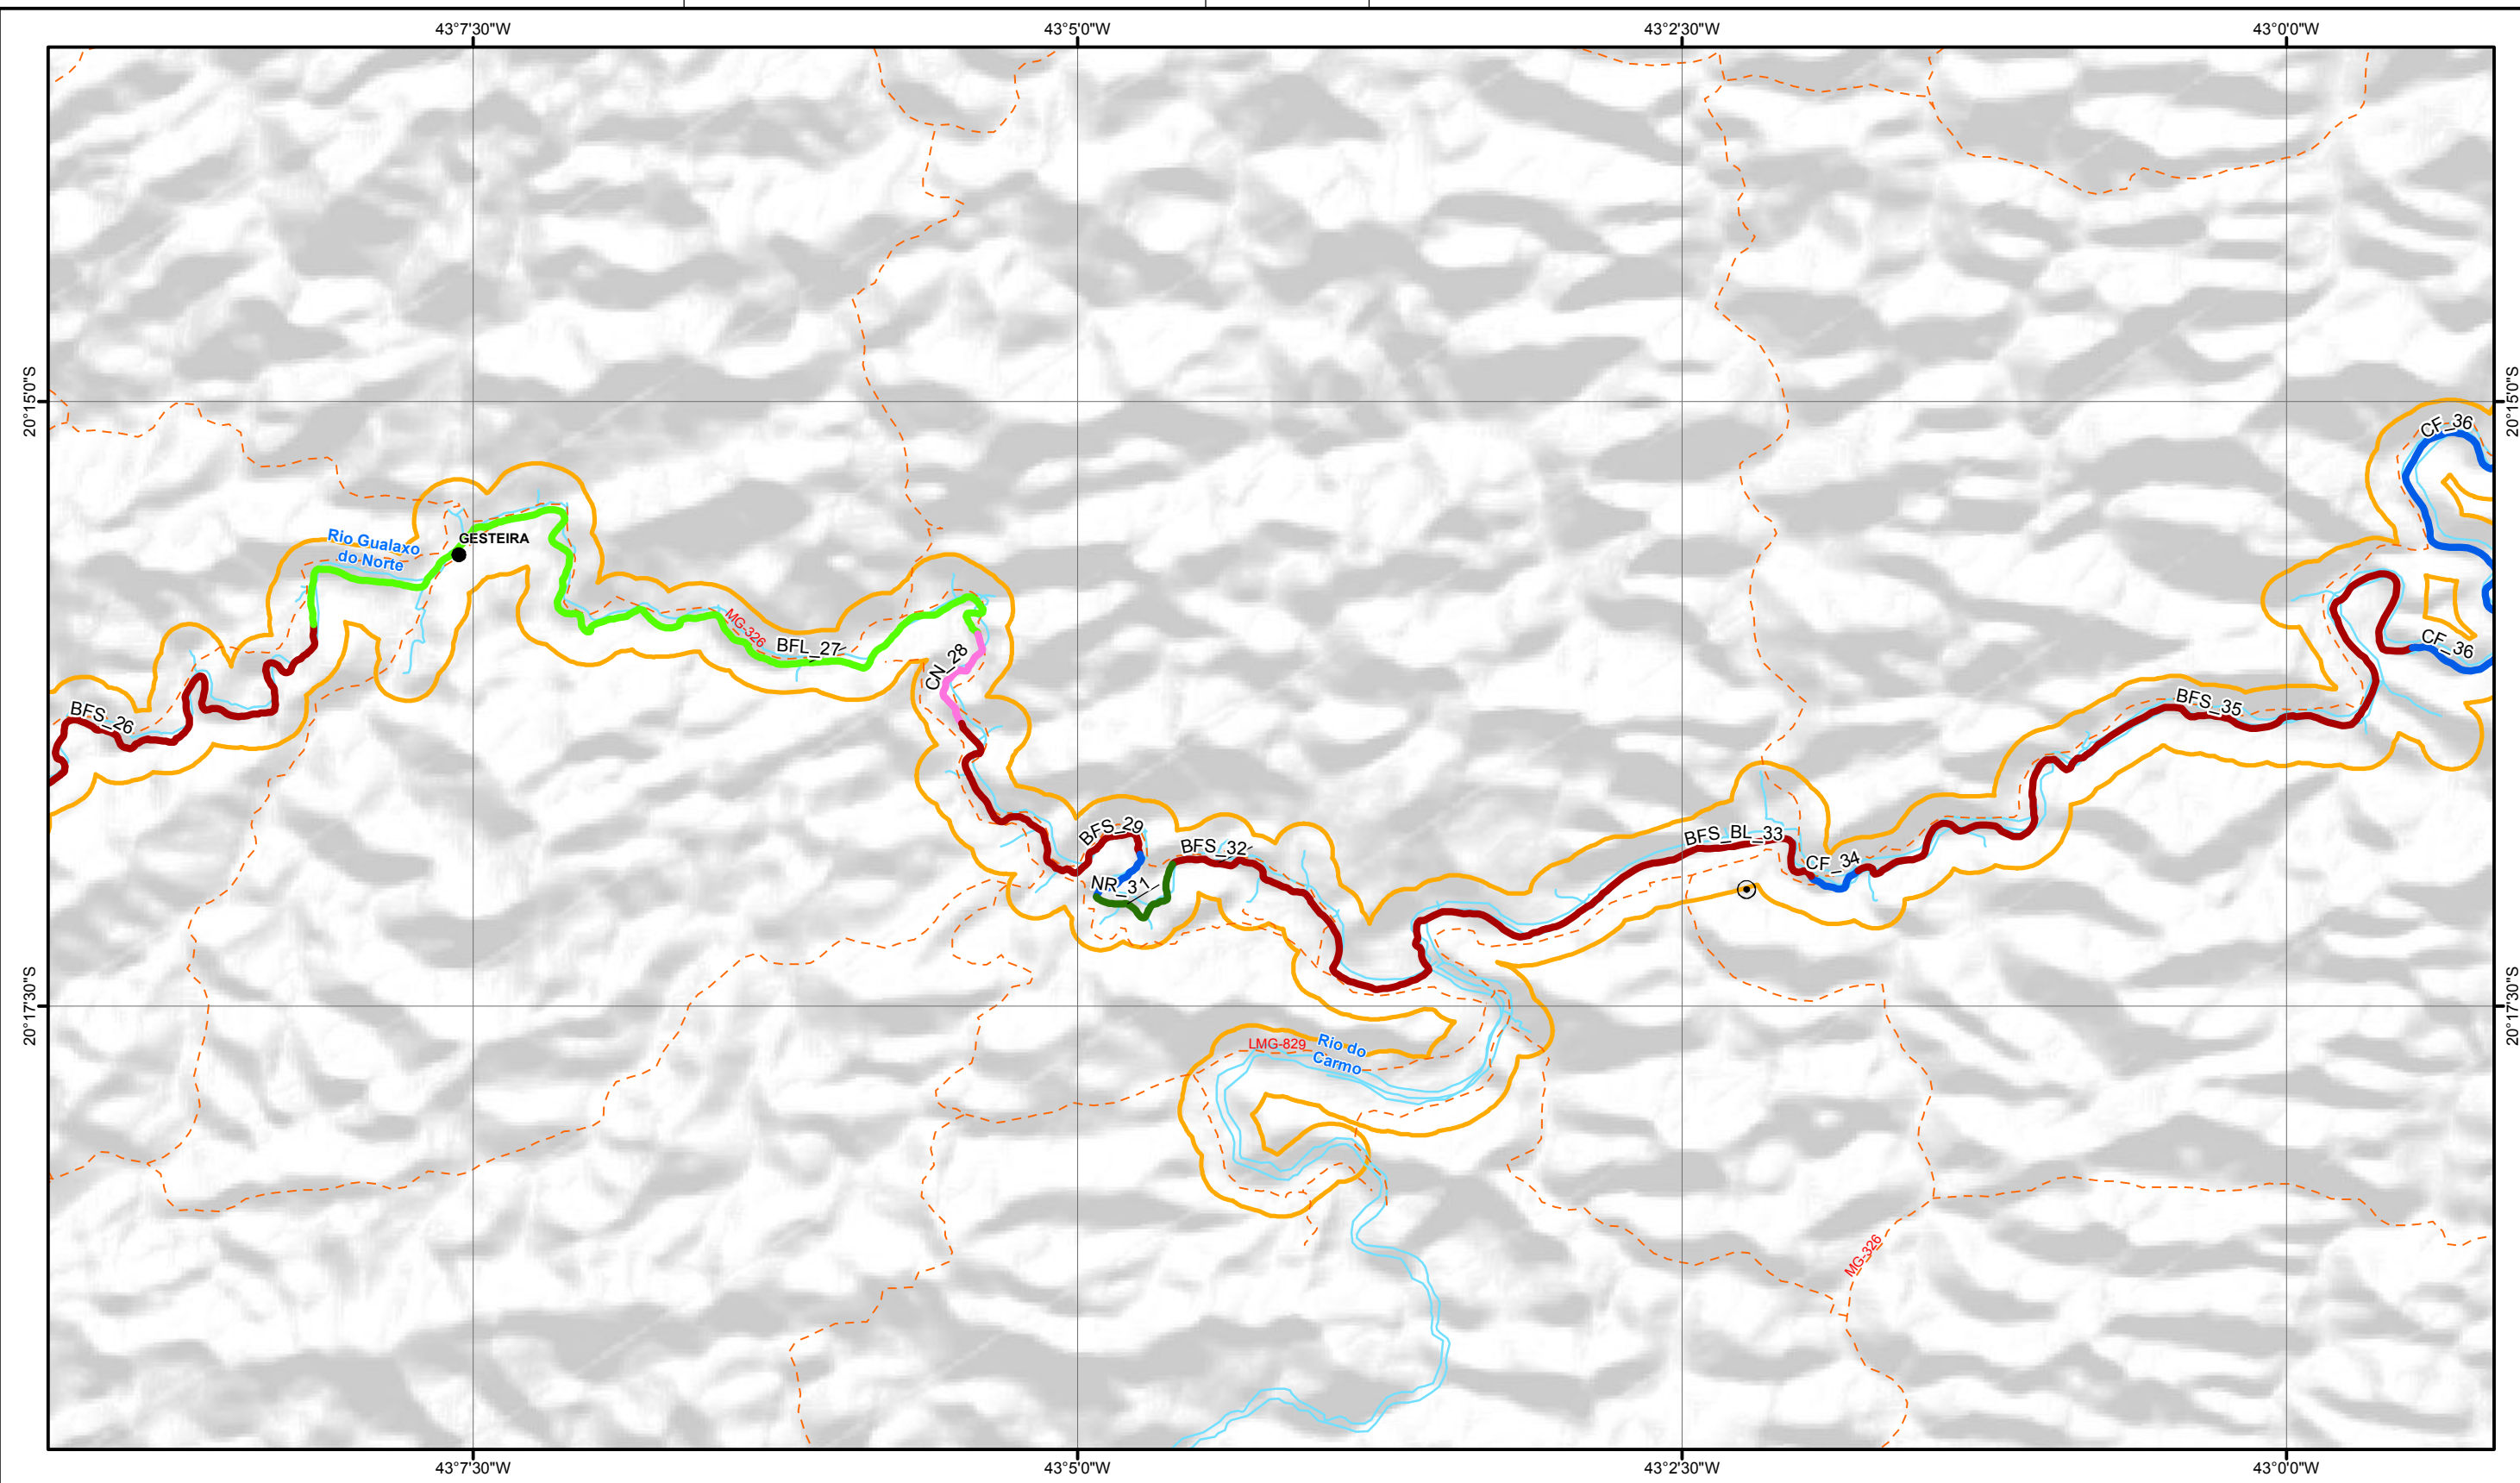 43°7'30"W
43°5'0"W
43°2'30"W
43°0'0"W
20°15'0"S
20°15'0"S
CF_36
Rio Gualaxo
do Norte
GESTEIRA
MG-326
BFL_27
CN_28
CF_36
BFS_26
BFS_35
BFS_29
BFS_32
BFS_BL_33
CF_34
NR_31
20°17'30"S
20°17'30"S
LMG-829
Rio do
Carmo
MG-326
43°7'30"W
43°5'0"W
43°2'30"W
43°0'0"W